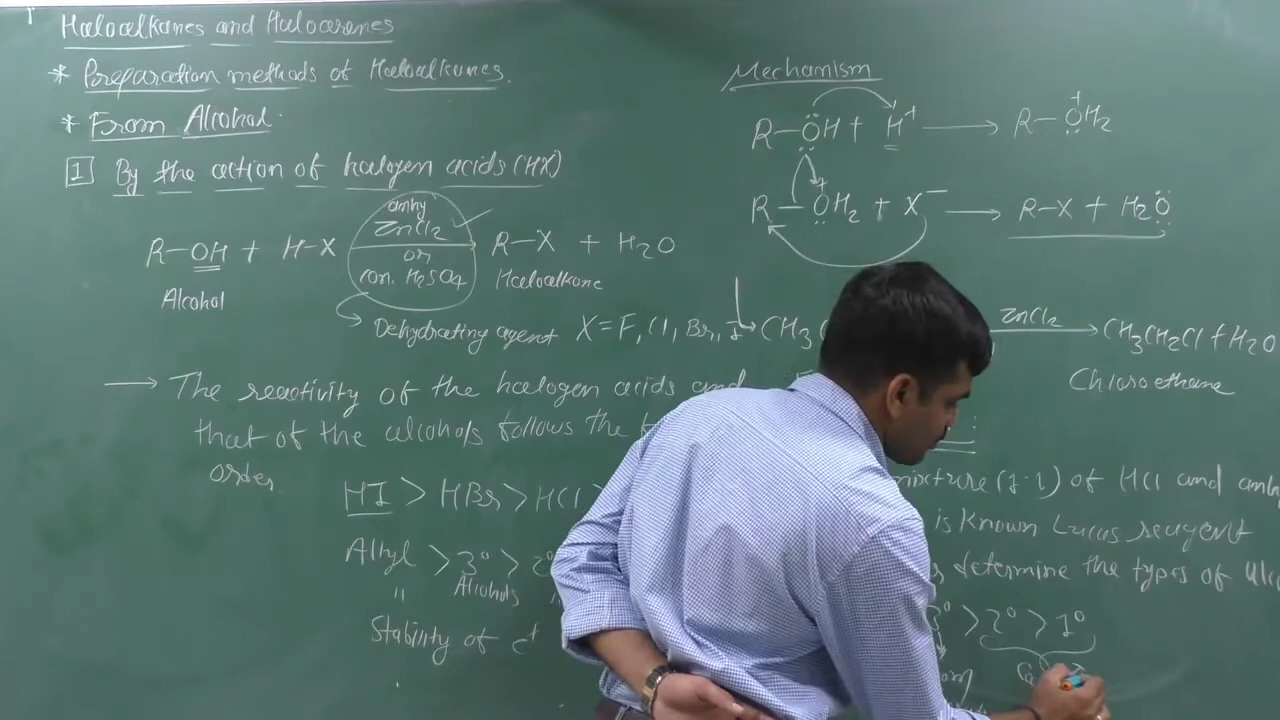 Haloalkanes and Haloarenes
* Preparation methods of Haloalkanes.
* From Alcohol.
1 By the action of halogen acids (HX)
anhy
ZnCl2
or
con. H2SO4
R-OH + H-X R-X + H2O
Alcohol Haloalkane
Dehydrating agent X = F, Cl, Br, I
→ The reactivity of the halogen acids and
that of the alcohols follows the
order
HI > HBr > HCl >
Allyl > 3° > 2°
" Alcohols "
Stability of c+
Mechanism
R-ÖH + H+ → R-ÖH2
R-ÖH2 + X- → R-X + H2Ö
CH3 ZnCl2 → CH3CH2Cl + H2O
Chloroethane
mixture (1:1) of HCl and anh
is known Lucas reagent
determine the types of
3° > 2° > 1°